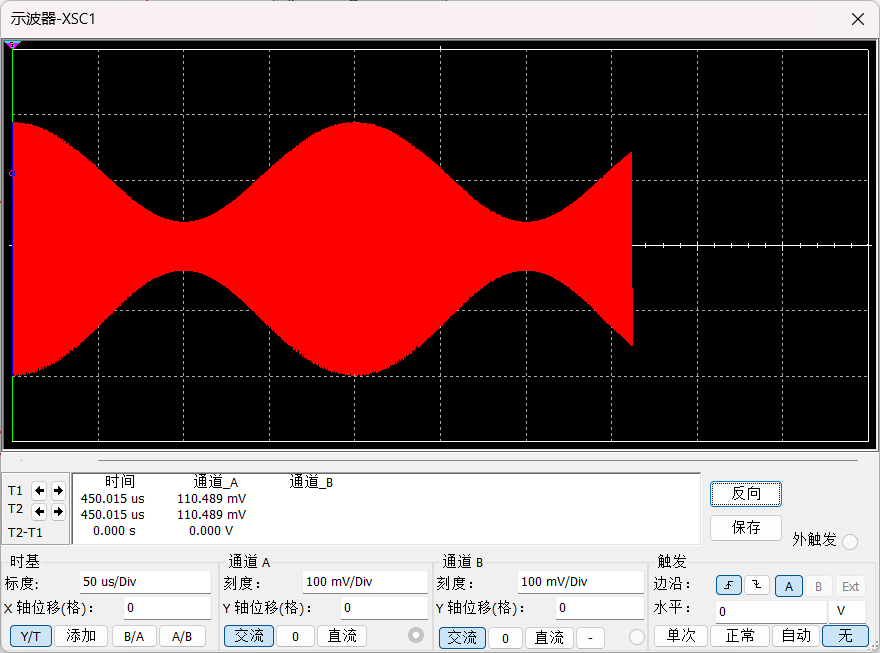 示波器-XSC1
时间 通道_A 通道_B
T1 450.015 us 110.489 mV
T2 450.015 us 110.489 mV
T2-T1 0.000 s 0.000 V
反向
保存
外触发
时基 通道 A 通道 B 触发
标度: 50 us/Div 刻度: 100 mV/Div 刻度: 100 mV/Div 边沿: A B Ext
X 轴位移(格): 0 Y 轴位移(格): 0 Y 轴位移(格): 0 水平: 0 V
Y/T 添加 B/A A/B 交流 0 直流 交流 0 直流 - 单次 正常 自动 无